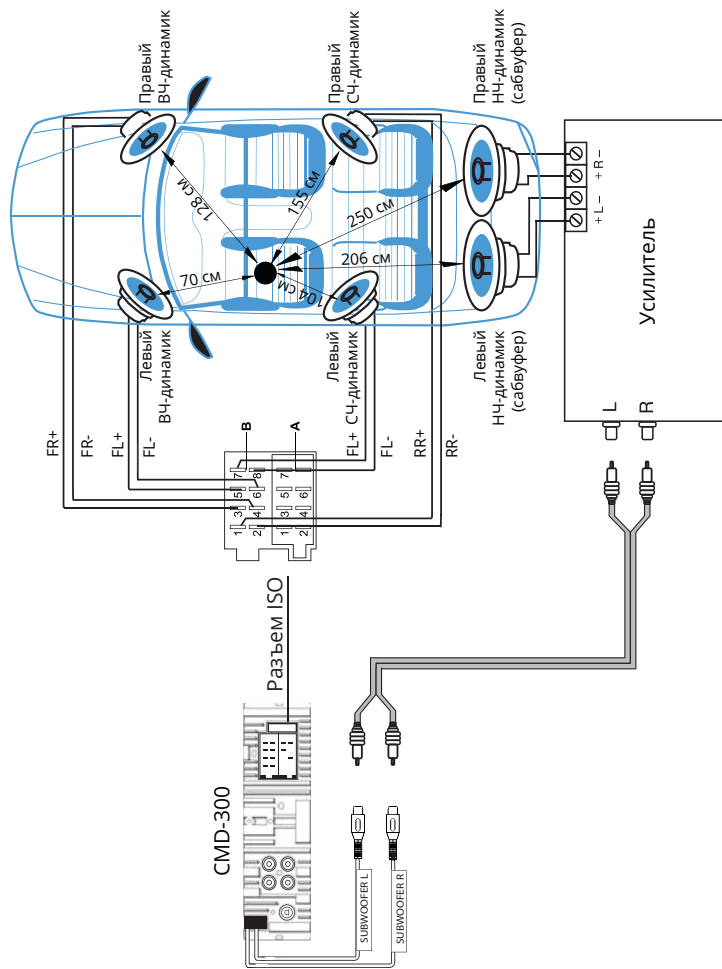 Правый
ВЧ-динамик
Правый
СЧ-динамик
Правый
НЧ-динамик
(сабвуфер)
128 см
155 см
250 см
70 см
104 см
206 см
Левый
ВЧ-динамик
Левый
СЧ-динамик
Левый
НЧ-динамик
(сабвуфер)
+ L – + R –
Усилитель
L
R
FR+
FR-
FL+
FL-
FL+
FL-
RR+
RR-
B
A
1 3 5 7
2 4 6 8
1 3 5 7
2 4 6
Разъем ISO
CMD-300
SUBWOOFER L
SUBWOOFER R